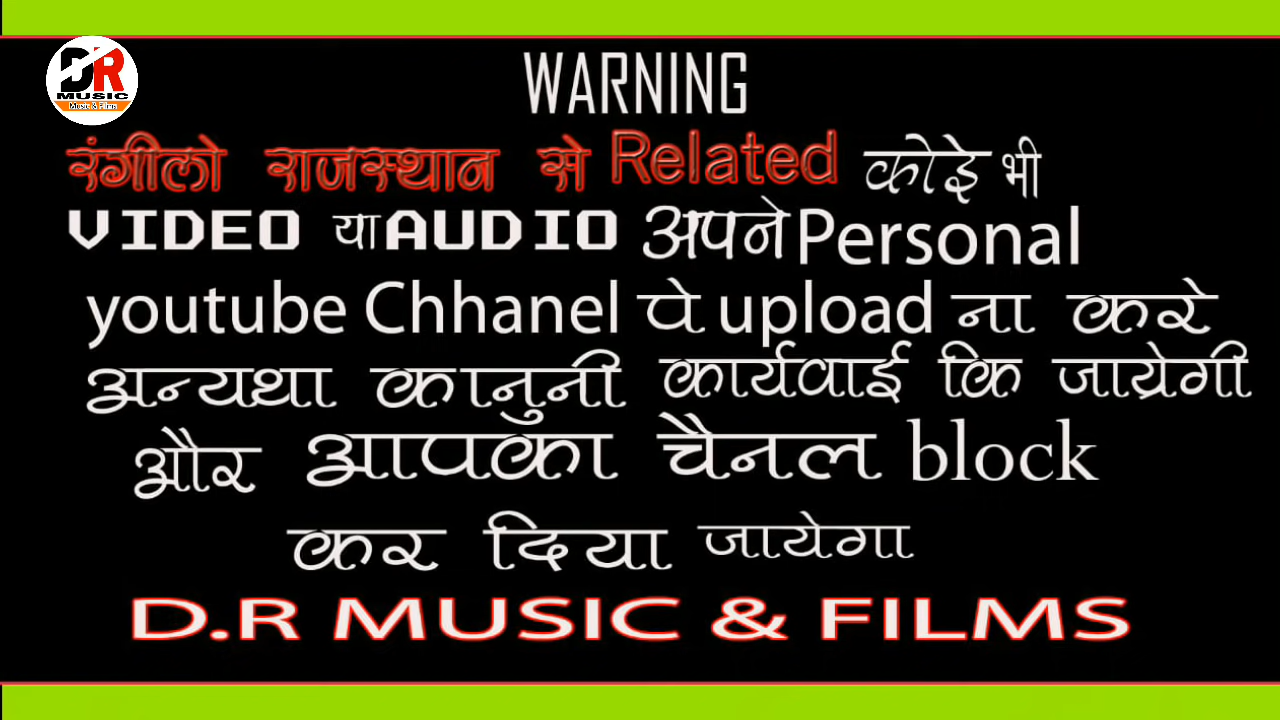 DR
MUSIC
Music & Films
WARNING
रंगीलो राजस्थान से Related कोई भी
VIDEO या AUDIO अपने Personal
youtube Chhanel पे upload ना करे
अन्यथा कानुनी कार्यवाई कि जायेगी
और आपका चैनल block
कर दिया जायेगा
D.R MUSIC & FILMS